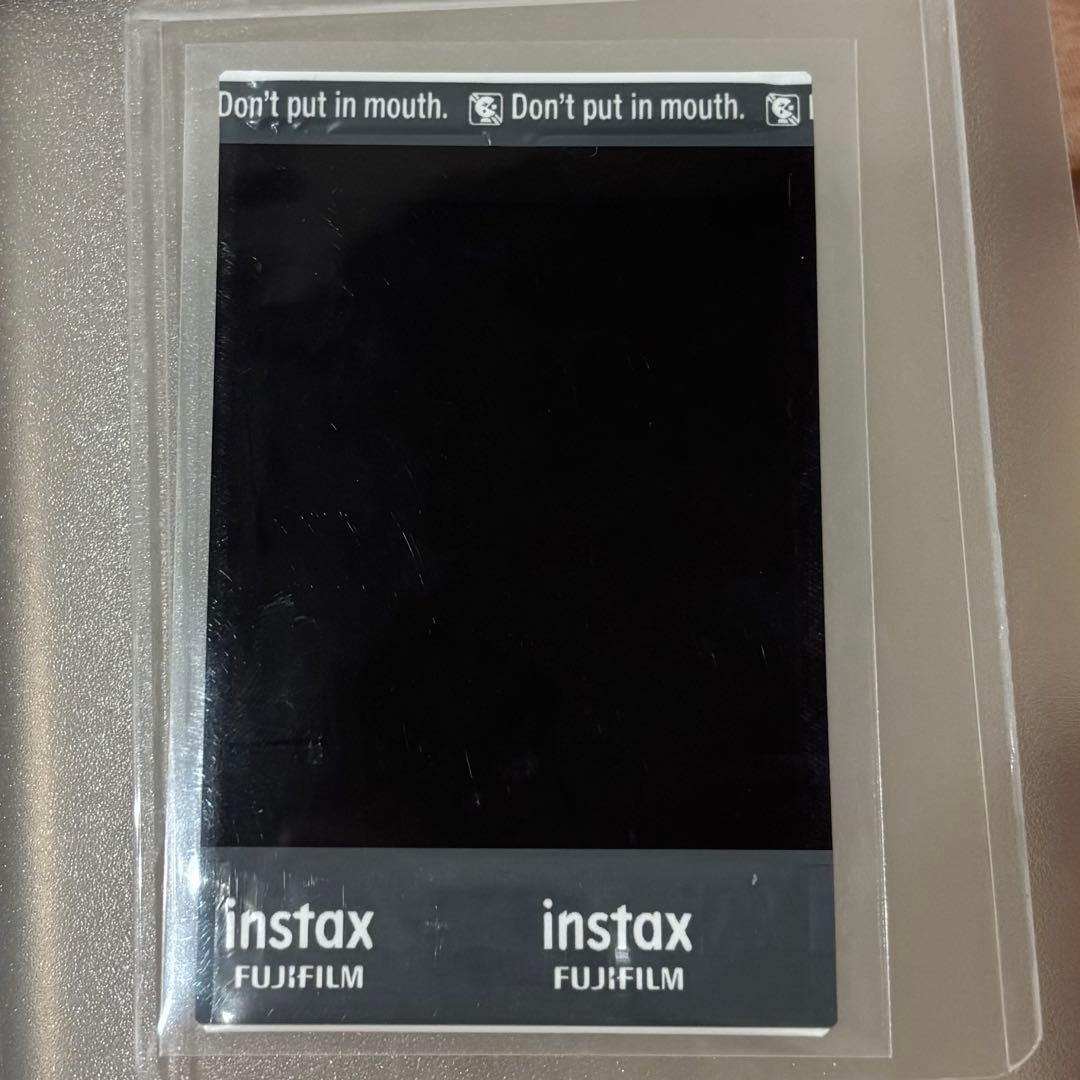 Don't put in mouth. Don't put in mouth.
instax instax
FUJIFILM FUJIFILM